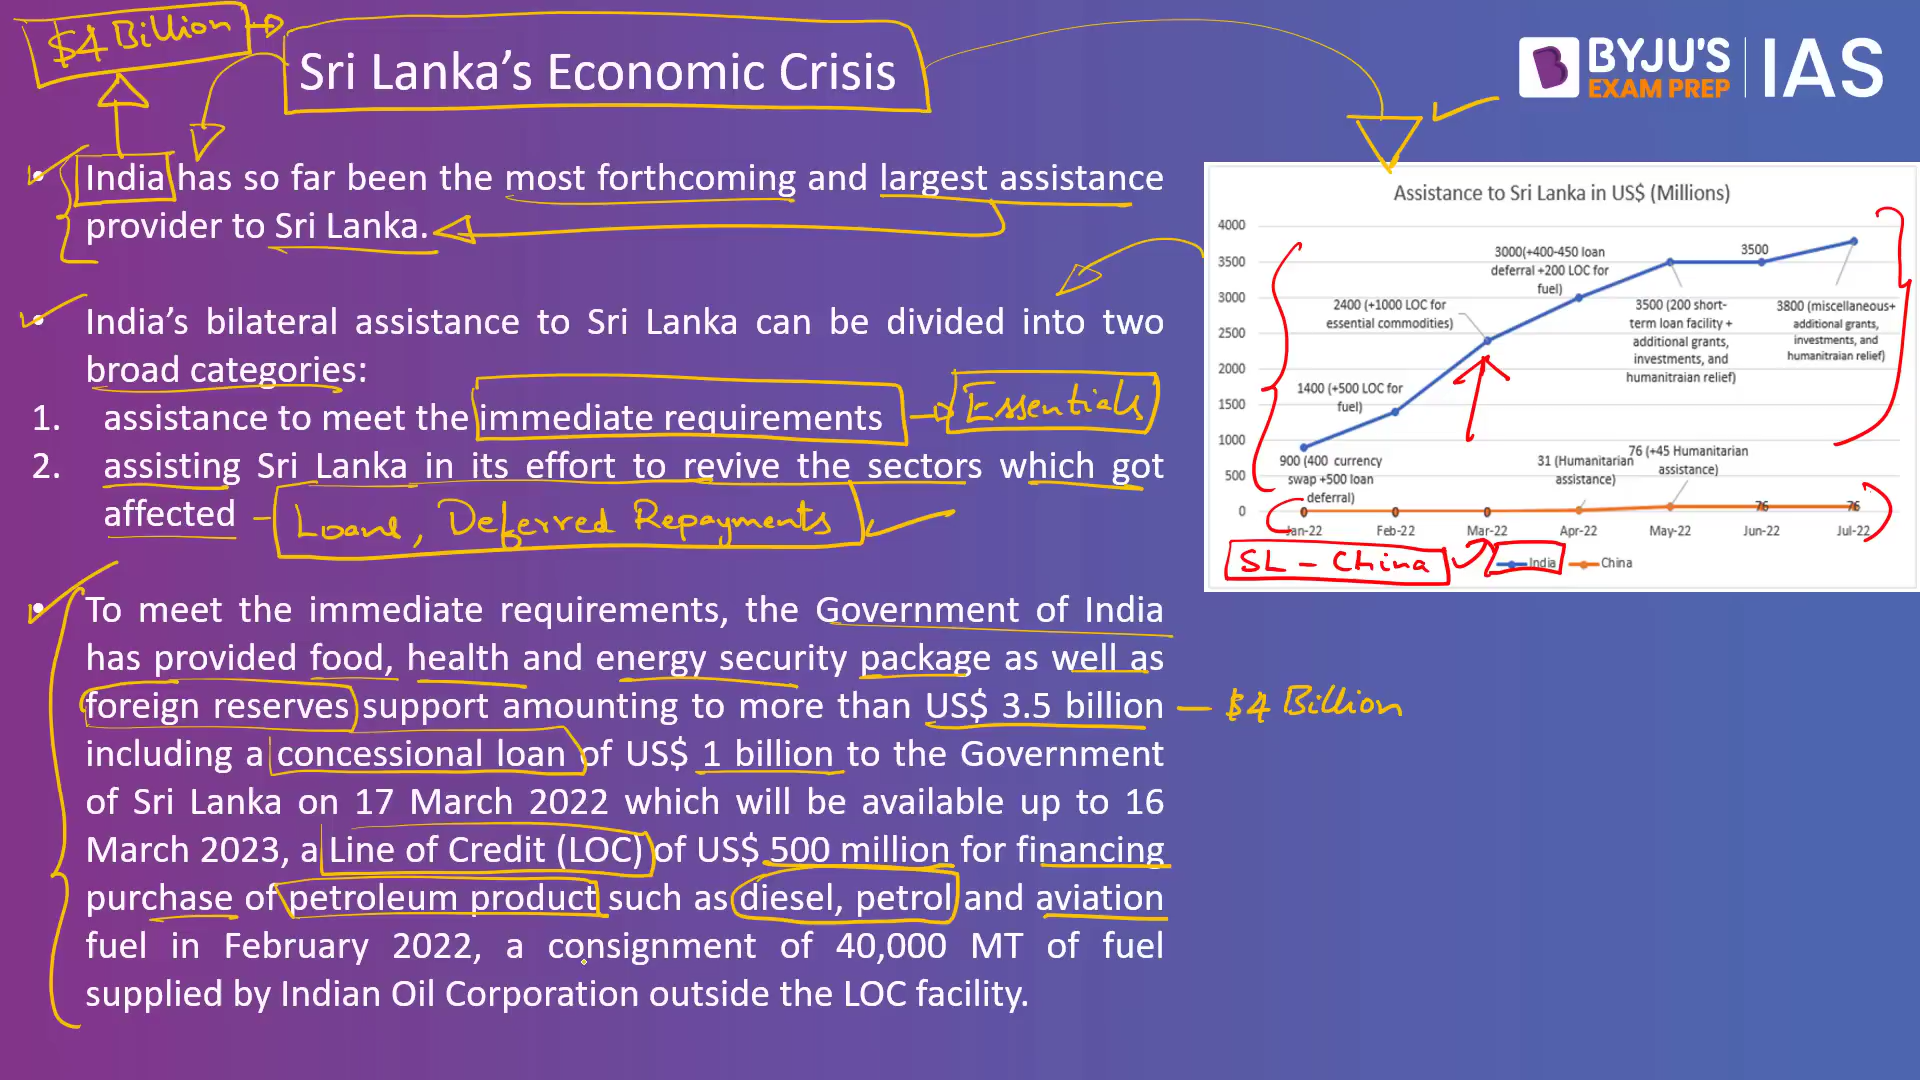 $4 Billion
Sri Lanka's Economic Crisis
BYJU'S
EXAM PREP
IAS
India has so far been the most forthcoming and largest assistance
provider to Sri Lanka.
India's bilateral assistance to Sri Lanka can be divided into two
broad categories:
1. assistance to meet the immediate requirements
Essentials
2. assisting Sri Lanka in its effort to revive the sectors which got
affected
Loans, Deferred Repayments
To meet the immediate requirements, the Government of India
has provided food, health and energy security package as well as
foreign reserves support amounting to more than US$ 3.5 billion
— $4 Billion
including a concessional loan of US$ 1 billion to the Government
of Sri Lanka on 17 March 2022 which will be available up to 16
March 2023, a Line of Credit (LOC) of US$ 500 million for financing
purchase of petroleum product such as diesel, petrol and aviation
fuel in February 2022, a consignment of 40,000 MT of fuel
supplied by Indian Oil Corporation outside the LOC facility.
Assistance to Sri Lanka in US$ (Millions)
4000
3500
3000
2500
2000
1500
1000
500
0
900 (400 currency
swap +500 loan
deferral)
1400 (+500 LOC for
fuel)
2400 (+1000 LOC for
essential commodities)
3000(+400-450 loan
deferral +200 LOC for
fuel)
3500 (200 short-
term loan facility +
additional grants,
investments, and
humanitraian relief)
3500
3800 (miscellaneous+
additional grants,
investments, and
humanitraian relief)
31 (Humanitarian
assistance)
76 (+45 Humanitarian
assistance)
0 0 0 76 76
Jan-22 Feb-22 Mar-22 Apr-22 May-22 Jun-22 Jul-22
SL - China
India China